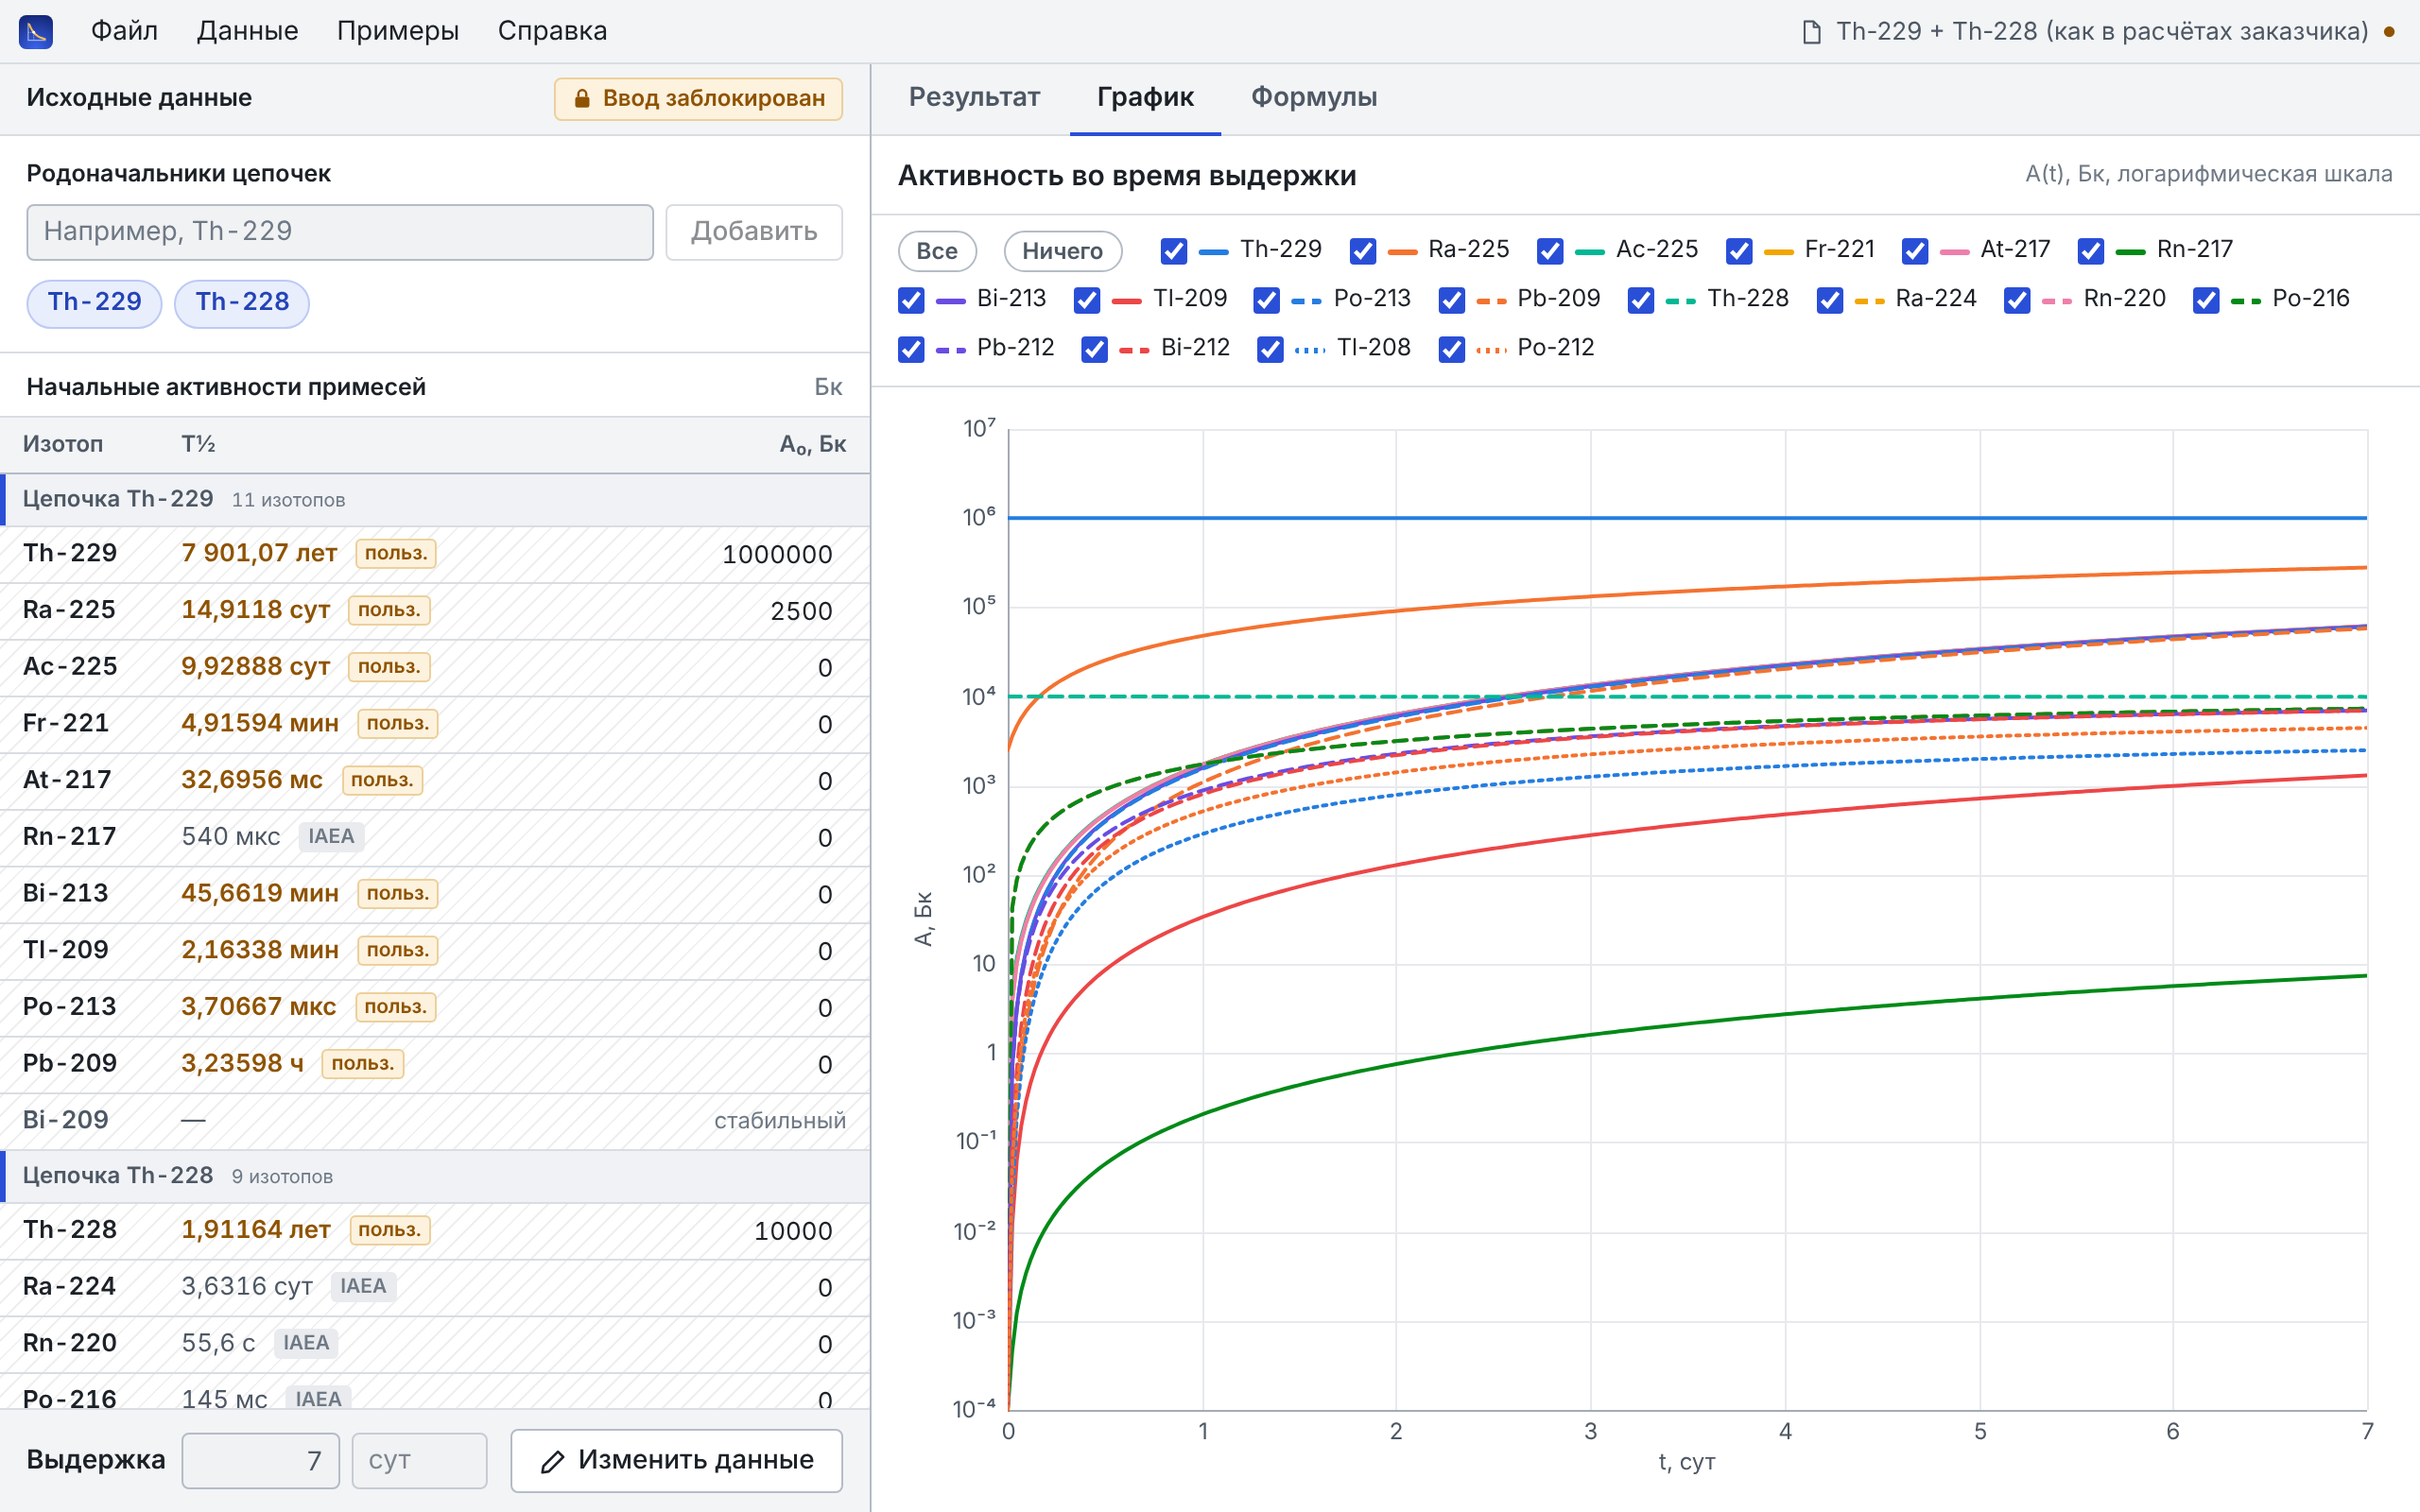 Файл Данные Примеры Справка
Th-229 + Th-228 (как в расчётах заказчика)
Исходные данные
Ввод заблокирован
Родоначальники цепочек
Например, Th-229
Добавить
Th-229 Th-228
Начальные активности примесей Бк
Изотоп T½ A₀, Бк
Цепочка Th-229 11 изотопов
Th-229 7 901,07 лет польз. 1000000
Ra-225 14,9118 сут польз. 2500
Ac-225 9,92888 сут польз. 0
Fr-221 4,91594 мин польз. 0
At-217 32,6956 мс польз. 0
Rn-217 540 мкс IAEA 0
Bi-213 45,6619 мин польз. 0
Tl-209 2,16338 мин польз. 0
Po-213 3,70667 мкс польз. 0
Pb-209 3,23598 ч польз. 0
Bi-209 — стабильный
Цепочка Th-228 9 изотопов
Th-228 1,91164 лет польз. 10000
Ra-224 3,6316 сут IAEA 0
Rn-220 55,6 с IAEA 0
Po-216 145 мс IAEA 0
Выдержка 7 сут Изменить данные
Результат График Формулы
Активность во время выдержки
A(t), Бк, логарифмическая шкала
Все Ничего Th-229 Ra-225 Ac-225 Fr-221 At-217 Rn-217
Bi-213 Tl-209 Po-213 Pb-209 Th-228 Ra-224 Rn-220 Po-216
Pb-212 Bi-212 Tl-208 Po-212
10⁷
10⁶
10⁵
10⁴
10³
10²
10
1
10⁻¹
10⁻²
10⁻³
10⁻⁴
A, Бк
0 1 2 3 4 5 6 7
t, сут